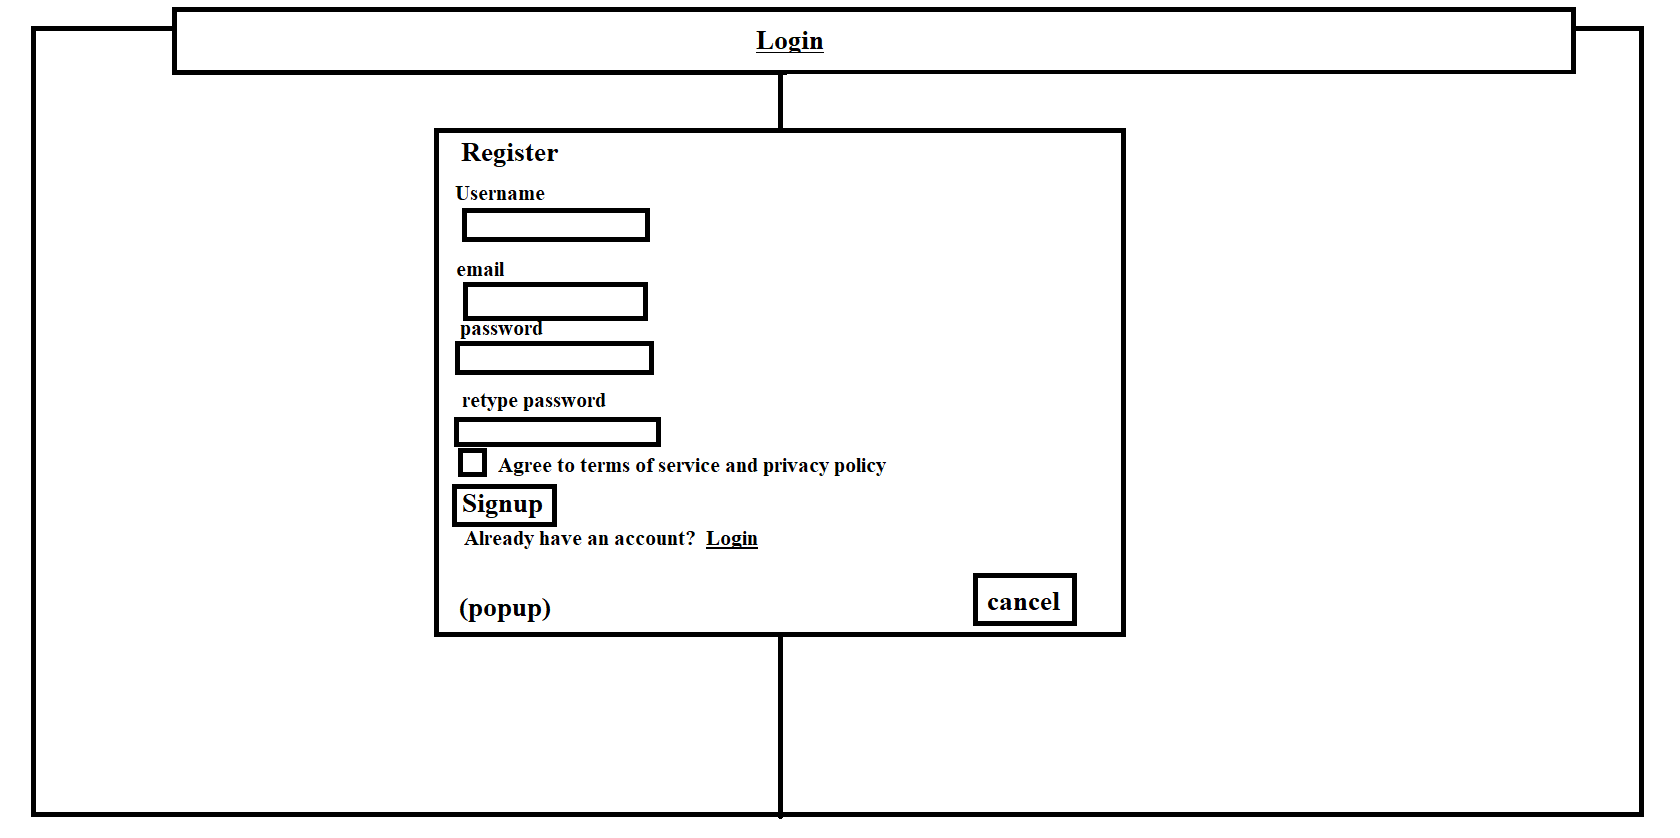 Login
Register
Username
email
password
retype password
Agree to terms of service and privacy policy
Signup
Already have an account? Login
(popup)
cancel